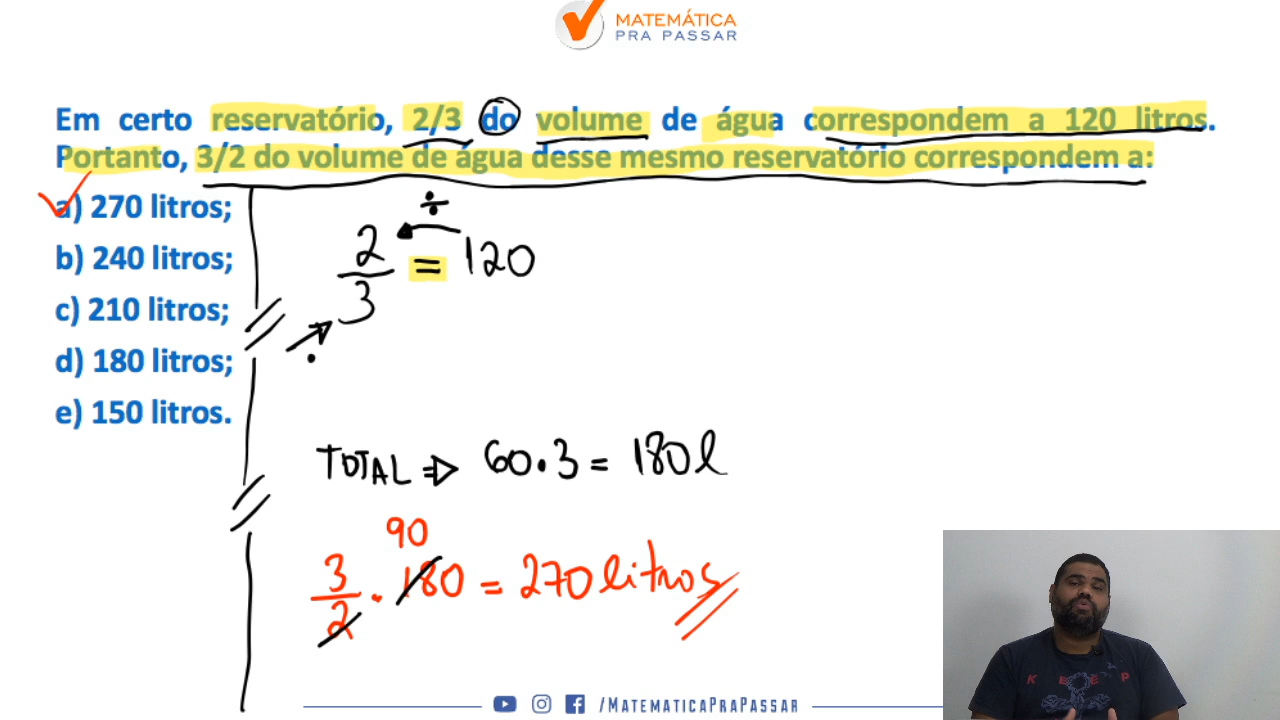 MATEMÁTICA
PRA PASSAR
Em certo reservatório, 2/3 do volume de água correspondem a 120 litros.
Portanto, 3/2 do volume de água desse mesmo reservatório correspondem a:
a) 270 litros;
b) 240 litros;
c) 210 litros;
d) 180 litros;
e) 150 litros.
÷
2/3 = 120
TOTAL ⇒ 60.3 = 180l
90
3/2 . 180 = 270 litros
KEEP
/MatematicaPraPassar